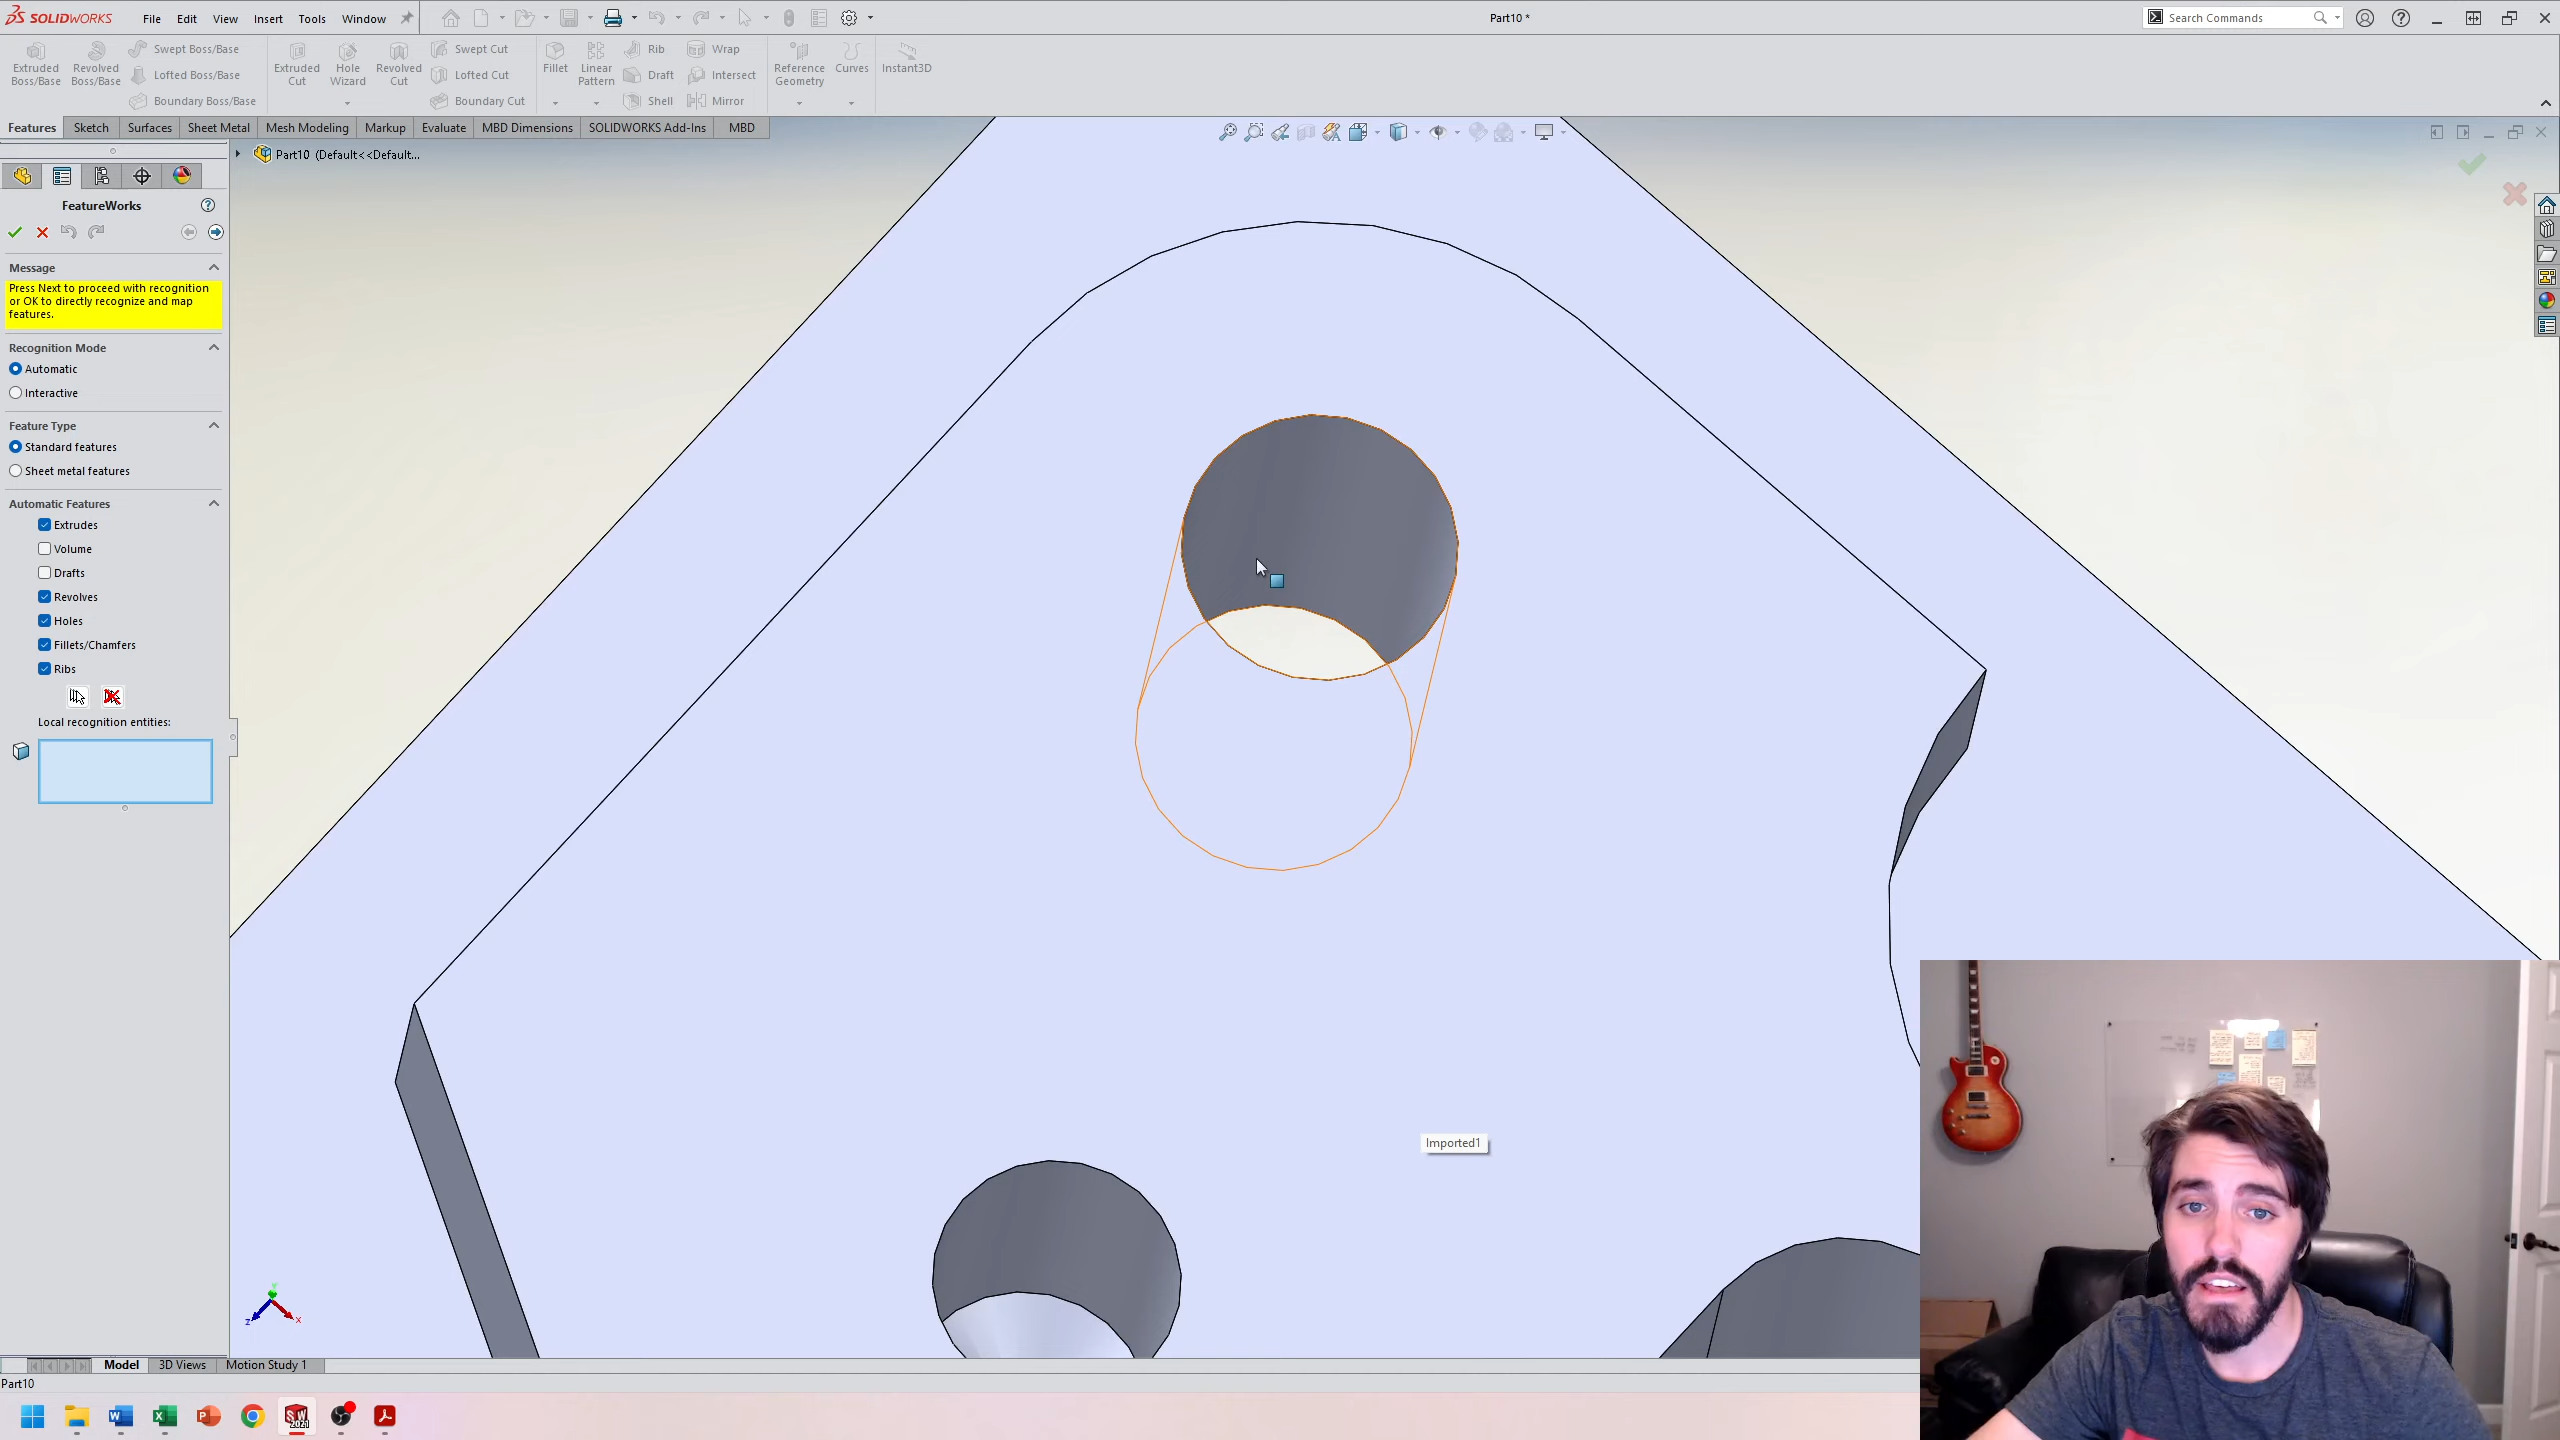 SOLIDWORKS
File Edit View Insert Tools Window
Part10 *
Search Commands
Extruded Boss/Base
Revolved Boss/Base
Swept Boss/Base
Lofted Boss/Base
Boundary Boss/Base
Extruded Cut
Hole Wizard
Revolved Cut
Swept Cut
Lofted Cut
Boundary Cut
Fillet
Linear Pattern
Rib
Draft
Shell
Wrap
Intersect
Mirror
Reference Geometry
Curves
Instant3D
Features Sketch Surfaces Sheet Metal Mesh Modeling Markup Evaluate MBD Dimensions SOLIDWORKS Add-Ins MBD
Part10 (Default<<Default...
FeatureWorks
Message
Press Next to proceed with recognition
or OK to directly recognize and map
features.
Recognition Mode
Automatic
Interactive
Feature Type
Standard features
Sheet metal features
Automatic Features
Extrudes
Volume
Drafts
Revolves
Holes
Fillets/Chamfers
Ribs
Local recognition entities:
Imported1
Y
Z
X
Model 3D Views Motion Study 1
Part10